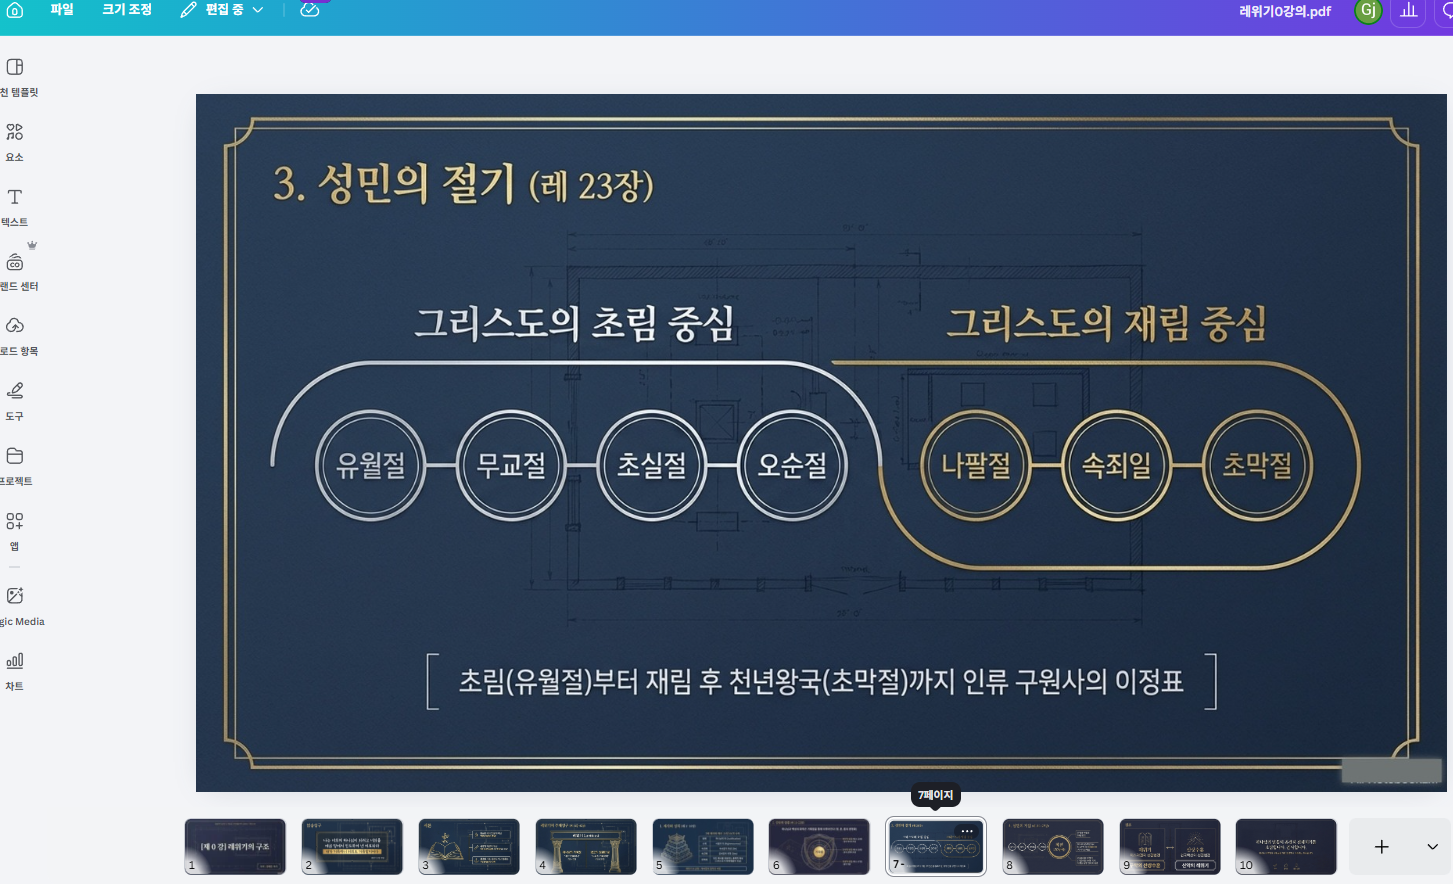 파일
크기 조정
편집 중
레위기0강의.pdf
Gj
천 템플릿
요소
텍스트
랜드 센터
로드 항목
도구
프로젝트
앱
gic Media
차트
3. 성민의 절기 (레 23장)
그리스도의 초림 중심
그리스도의 재림 중심
유월절
무교절
초실절
오순절
나팔절
속죄일
초막절
초림(유월절)부터 재림 후 천년왕국(초막절)까지 인류 구원사의 이정표
7페이지
[제 0 강] 레위기의 구조
1
2
3
4
5
6
7
8
9
10